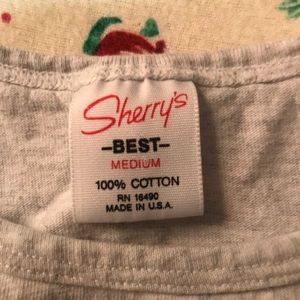 Sherry's
-BEST-
MEDIUM
100% COTTON
RN 16490
MADE IN U.S.A.